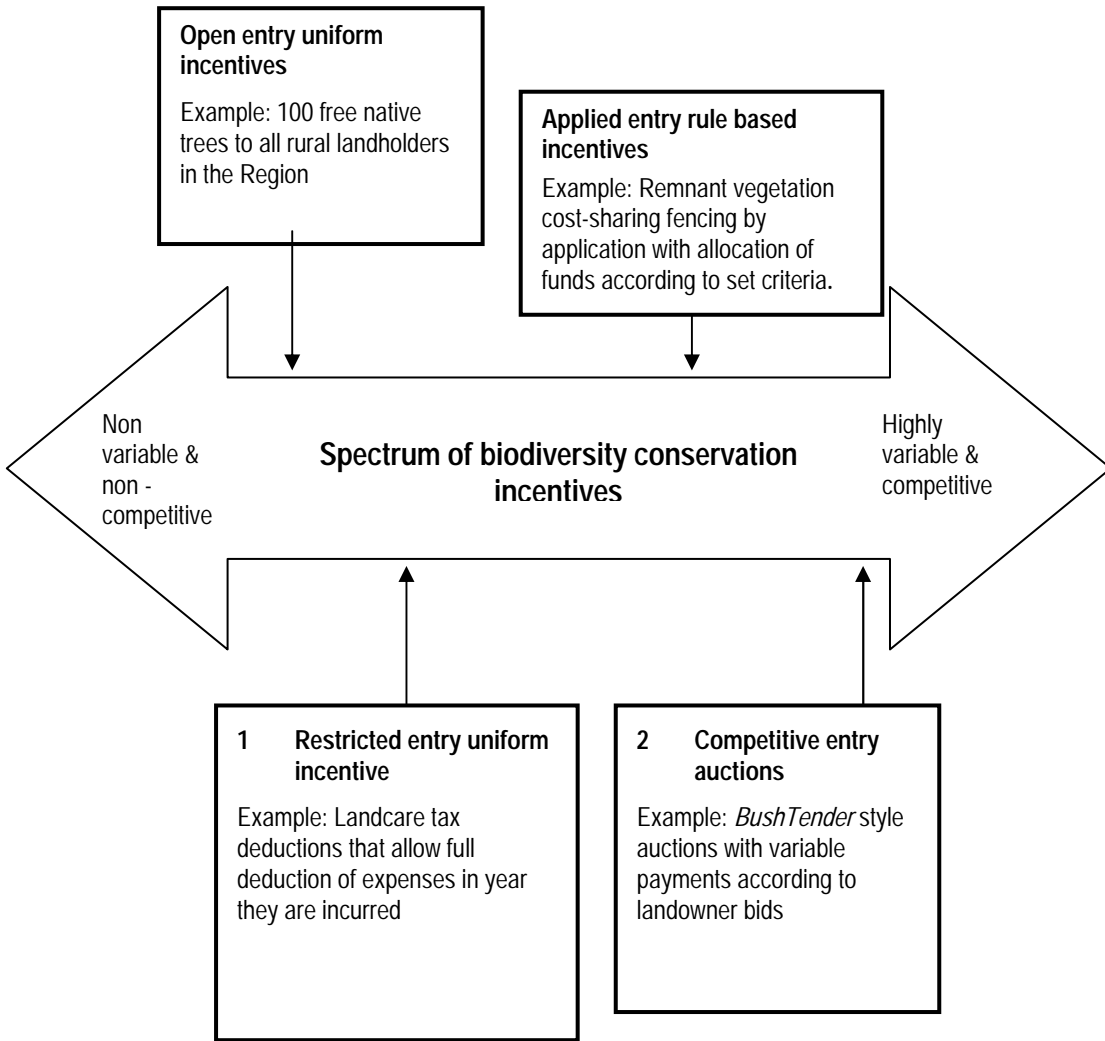 Open entry uniform
incentives
Example: 100 free native
trees to all rural landholders
in the Region
Applied entry rule based
incentives
Example: Remnant vegetation
cost-sharing fencing by
application with allocation of
funds according to set criteria.
Non
variable &
non -
competitive
Spectrum of biodiversity conservation
incentives
Highly
variable &
competitive
1 Restricted entry uniform
incentive
Example: Landcare tax
deductions that allow full
deduction of expenses in year
they are incurred
2 Competitive entry
auctions
Example: BushTender style
auctions with variable
payments according to
landowner bids